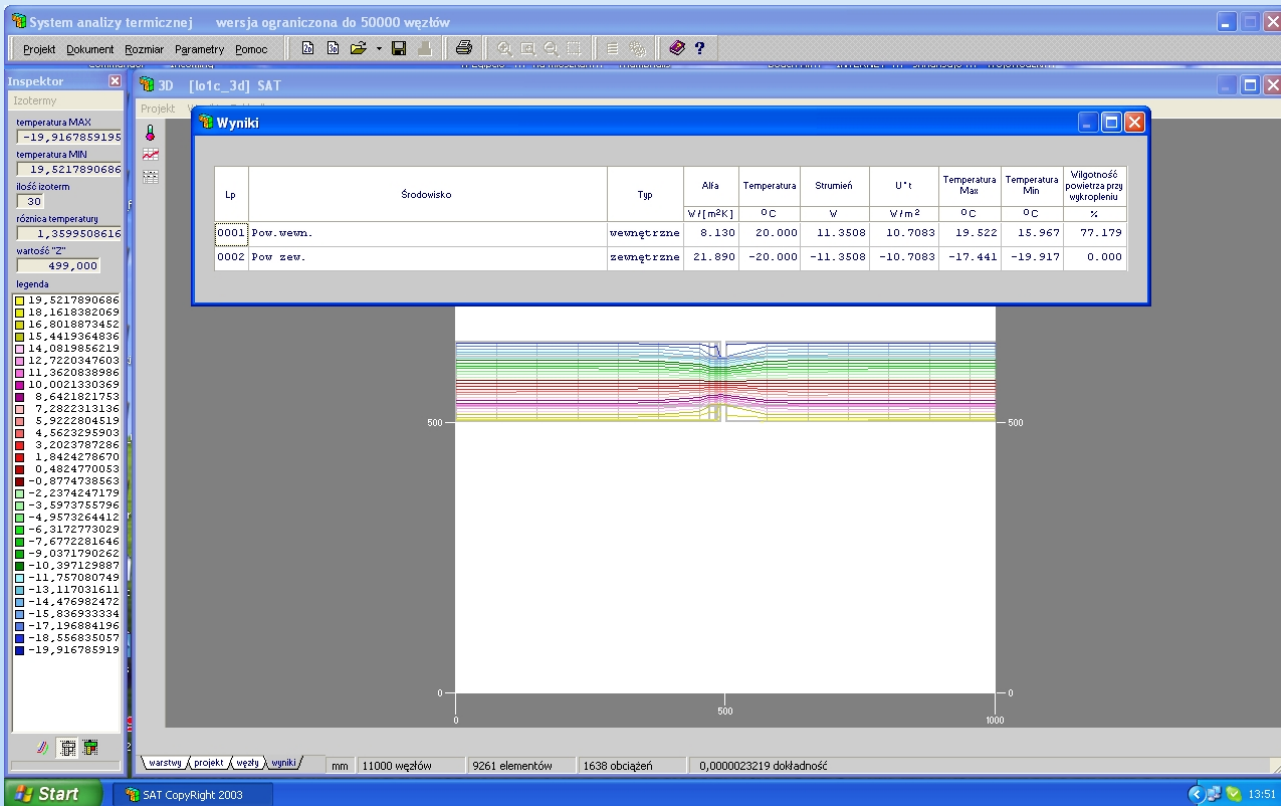 System analizy termicznej wersja ograniczona do 50000 węzłów
Projekt Dokument Rozmiar Parametry Pomoc
Inspektor
Izotermy
temperatura MAX
-19,9167859195
temperatura MIN
19,5217890686
ilość izoterm
30
różnica temperatury
1,3599508616
wartość "Z"
499,000
legenda
19,5217890686
18,1618382069
16,8018873452
15,4419364836
14,0819856219
12,7220347603
11,3620838986
10,0021330369
8,6421821753
7,2822313136
5,9222804519
4,5623295903
3,2023787286
1,8424278670
0,4824770053
-0,8774738563
-2,2374247179
-3,5973755796
-4,9573264412
-6,3172773029
-7,6772281646
-9,0371790262
-10,397129887
-11,757080749
-13,117031611
-14,476982472
-15,836933334
-17,196884196
-18,556835057
-19,916785919
3D [lo1c_3d] SAT
Projekt
Wyniki
Lp Środowisko Typ Alfa Temperatura Strumień U*t Temperatura Max Temperatura Min Wilgotność powietrza przy wykropleniu
W/[m2K] °C W W/m2 °C °C %
0001 Pow.wewn. wewnętrzne 8.130 20.000 11.3508 10.7083 19.522 15.967 77.179
0002 Pow zew. zewnętrzne 21.890 -20.000 -11.3508 -10.7083 -17.441 -19.917 0.000
500 500
0 0
0 500 1000
warstwy projekt węzły wyniki mm 11000 węzłów 9261 elementów 1638 obciążeń 0,0000023219 dokładność
Start SAT CopyRight 2003 13:51